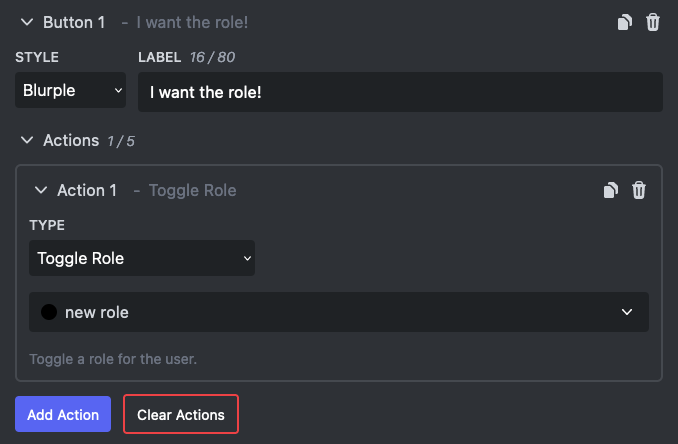 Button 1 - I want the role!
STYLE LABEL 16 / 80
Blurple I want the role!
Actions 1 / 5
Action 1 - Toggle Role
TYPE
Toggle Role
new role
Toggle a role for the user.
Add Action Clear Actions